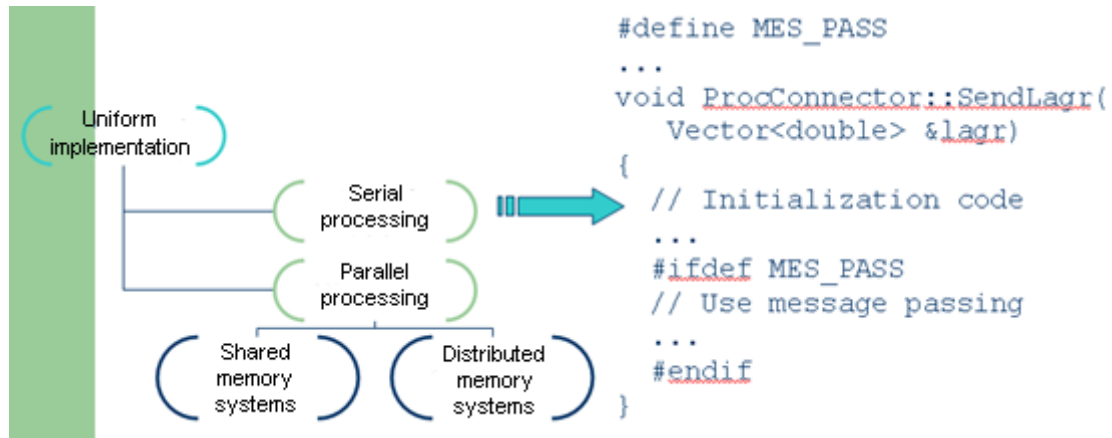 Uniform
implementation
Serial
processing
Parallel
processing
Shared
memory
systems
Distributed
memory
systems
#define MES_PASS
...
void ProcConnector::SendLagr(
Vector<double> &lagr)
{
// Initialization code
...
#ifdef MES_PASS
// Use message passing
...
#endif
}